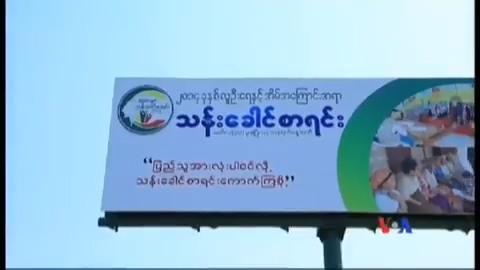 ၂၀၁၄ ခုနှစ်လူဦးရေနှင့်အိမ်အကြောင်းအရာ
သန်းခေါင်စာရင်း
“ပြည်သူအားလုံးပါဝင်လို့
သန်းခေါင်စာရင်းကောက်ကြစို့”
VOA